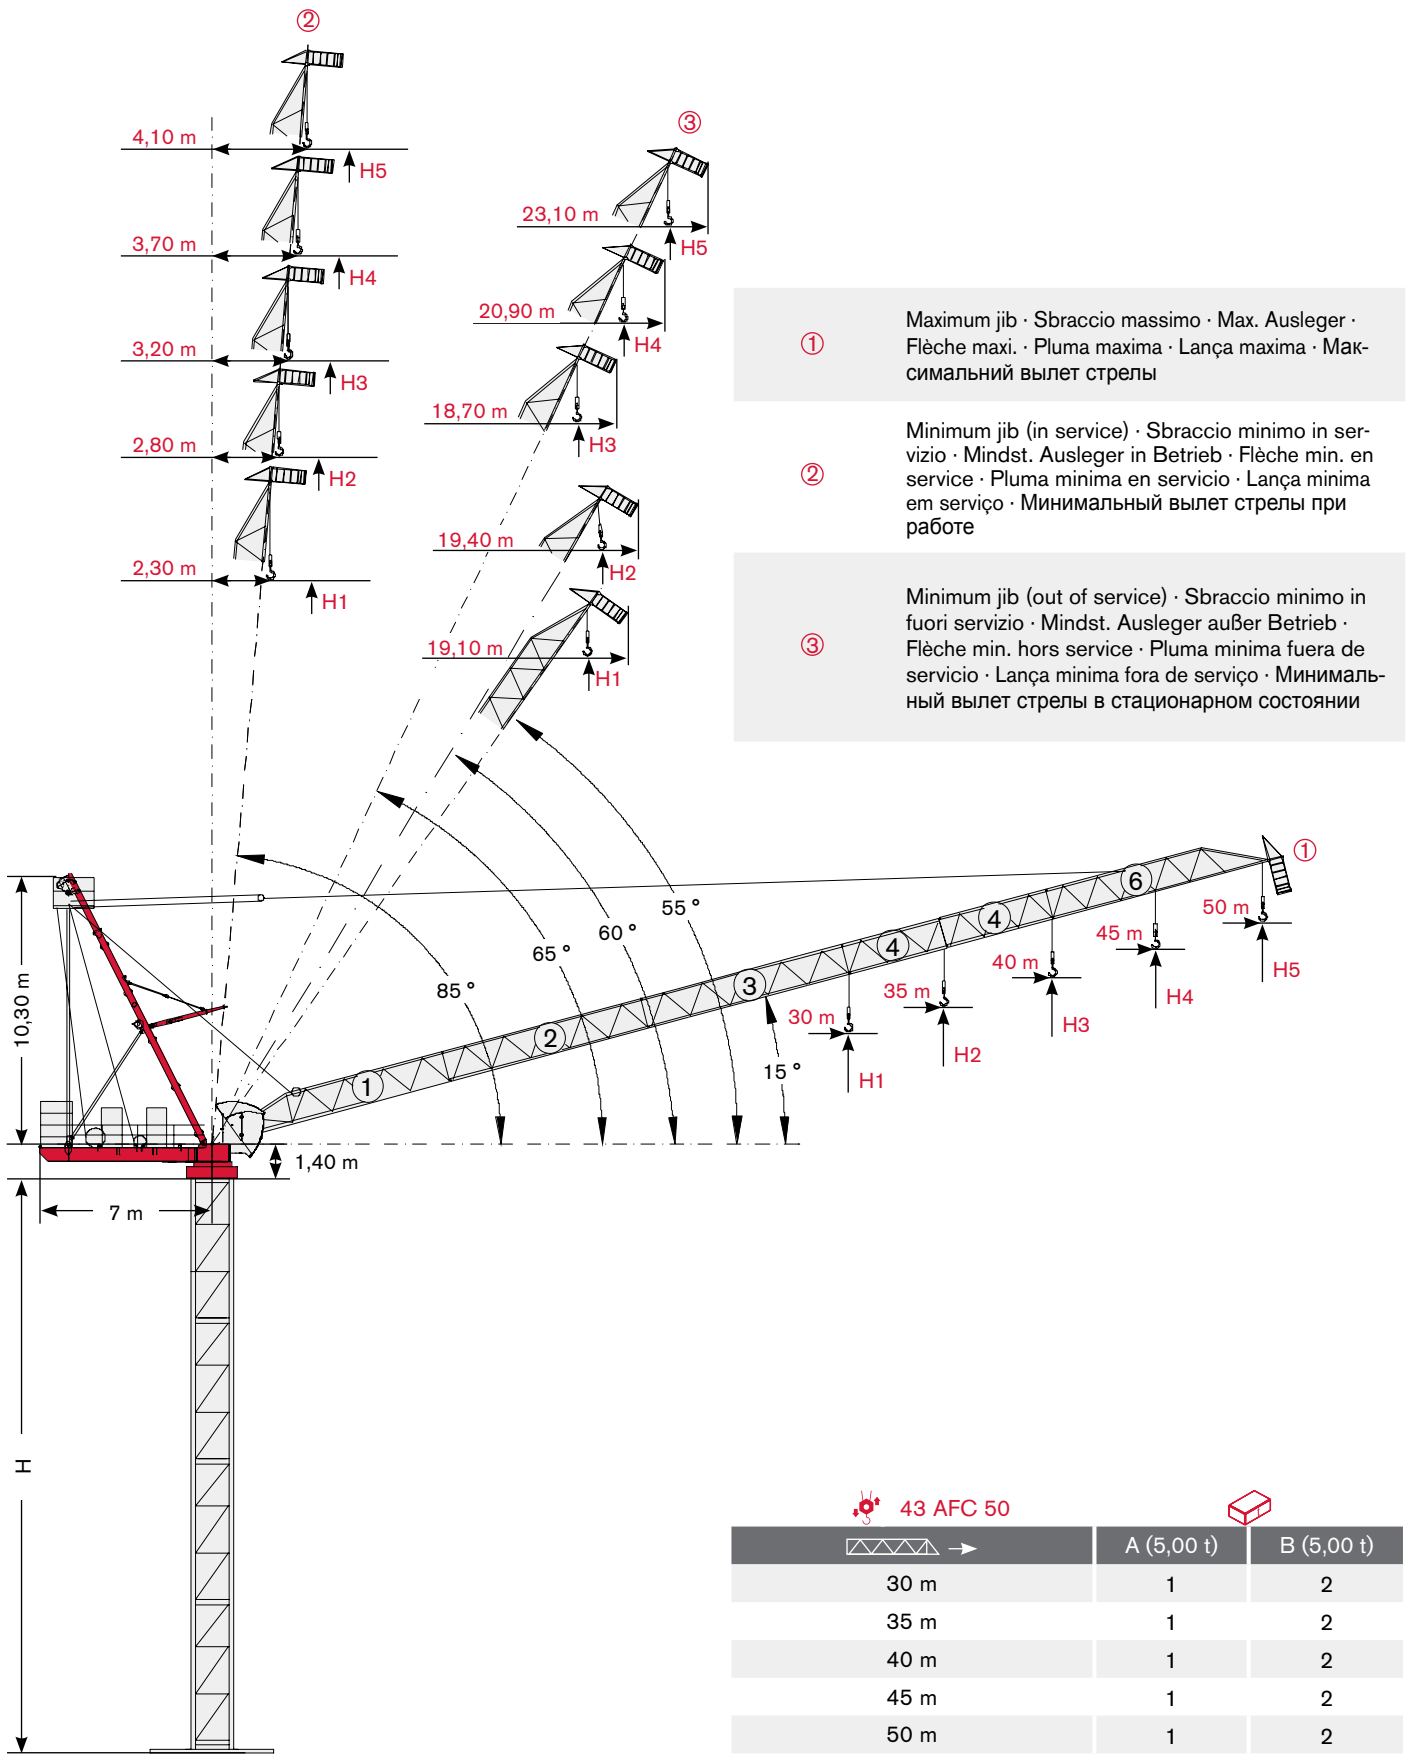 ②
4,10 m
H5
3,70 m
H4
3,20 m
H3
2,80 m
H2
2,30 m
H1
③
23,10 m
H5
20,90 m
H4
18,70 m
H3
19,40 m
H2
19,10 m
H1
①
Maximum jib · Sbraccio massimo · Max. Ausleger ·
Flèche maxi. · Pluma maxima · Lança maxima · Мак-
симальний вылет стрелы
②
Minimum jib (in service) · Sbraccio minimo in ser-
vizio · Mindst. Ausleger in Betrieb · Flèche min. en
service · Pluma minima en servicio · Lança minima
em serviço · Минимальный вылет стрелы при
работе
③
Minimum jib (out of service) · Sbraccio minimo in
fuori servizio · Mindst. Ausleger außer Betrieb ·
Flèche min. hors service · Pluma minima fuera de
servicio · Lança minima fora de serviço · Минималь-
ный вылет стрелы в стационарном состоянии
85 °
65 °
60 °
55 °
15 °
①
1
2
3
4
4
6
30 m
H1
35 m
H2
40 m
H3
45 m
H4
50 m
H5
10,30 m
1,40 m
7 m
H
43 AFC 50
A (5,00 t) B (5,00 t)
30 m 1 2
35 m 1 2
40 m 1 2
45 m 1 2
50 m 1 2